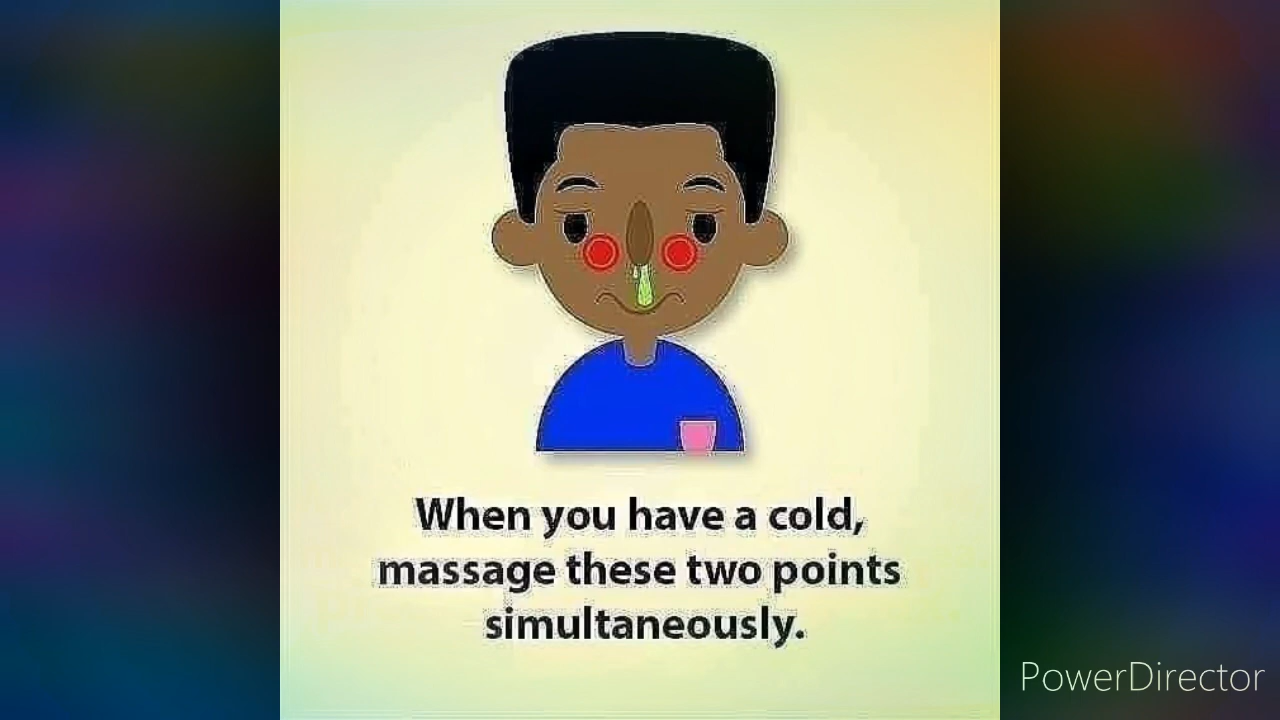 When you have a cold,
massage these two points
simultaneously.
PowerDirector